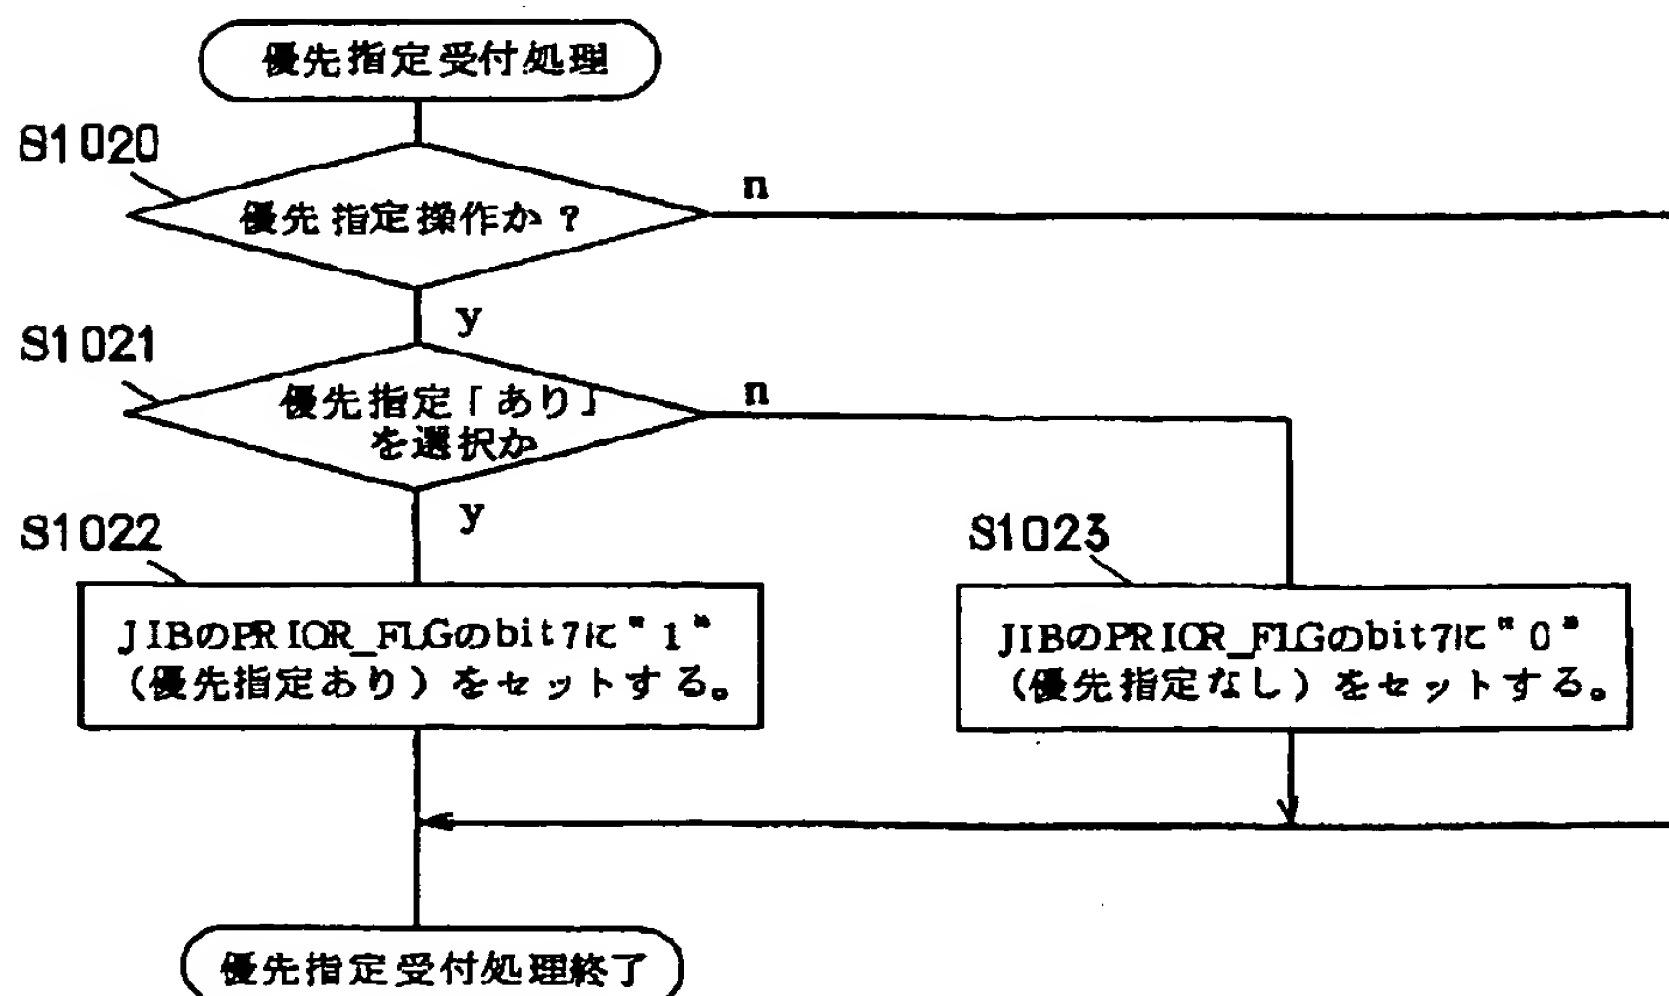 優先指定受付処理
S1020
優先指定操作か?
n
y
S1021
優先指定「あり」
を選択か
n
y
S1022
JIBのPRIOR_FLGのbit7に"1"
(優先指定あり)をセットする。
S1023
JIBのPRIOR_FLGのbit7に"0"
(優先指定なし)をセットする。
優先指定受付処理終了